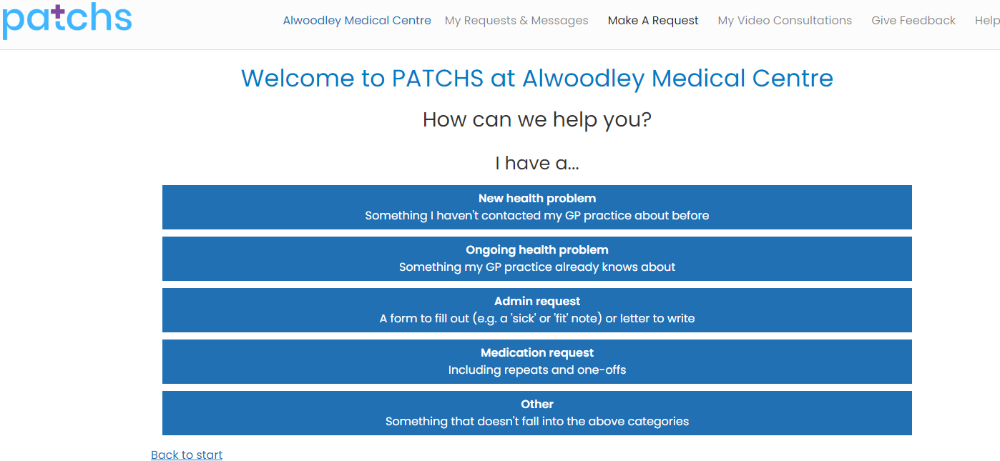 patchs
Alwoodley Medical Centre My Requests & Messages Make A Request My Video Consultations Give Feedback Help
Welcome to PATCHS at Alwoodley Medical Centre
How can we help you?
I have a...
New health problem
Something I haven't contacted my GP practice about before
Ongoing health problem
Something my GP practice already knows about
Admin request
A form to fill out (e.g. a 'sick' or 'fit' note) or letter to write
Medication request
Including repeats and one-offs
Other
Something that doesn't fall into the above categories
Back to start